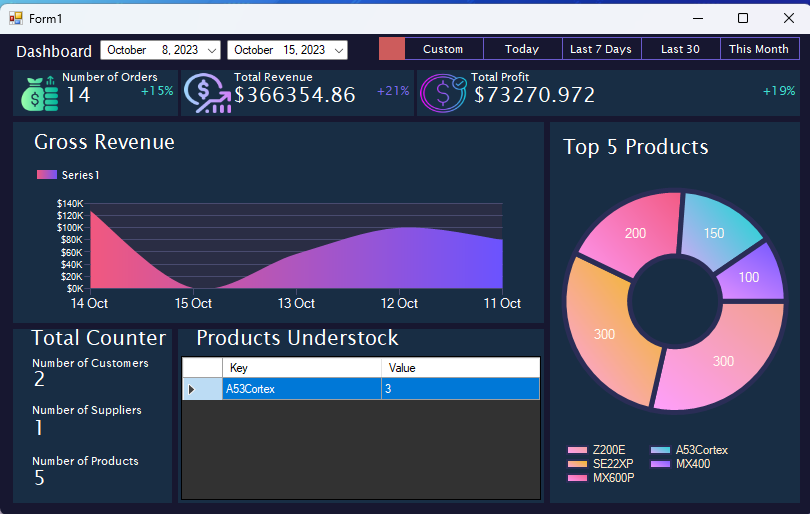 Form1
Dashboard
October 8, 2023
October 15, 2023
Custom
Today
Last 7 Days
Last 30
This Month
Number of Orders
14
+15%
Total Revenue
$366354.86
+21%
Total Profit
$73270.972
+19%
Gross Revenue
Series1
$140K
$120K
$100K
$80K
$60K
$40K
$20K
$0K
14 Oct
15 Oct
13 Oct
12 Oct
11 Oct
Top 5 Products
200
150
100
300
300
Z200E
A53Cortex
SE22XP
MX400
MX600P
Total Counter
Number of Customers
2
Number of Suppliers
1
Number of Products
5
Products Understock
Key
Value
A53Cortex
3